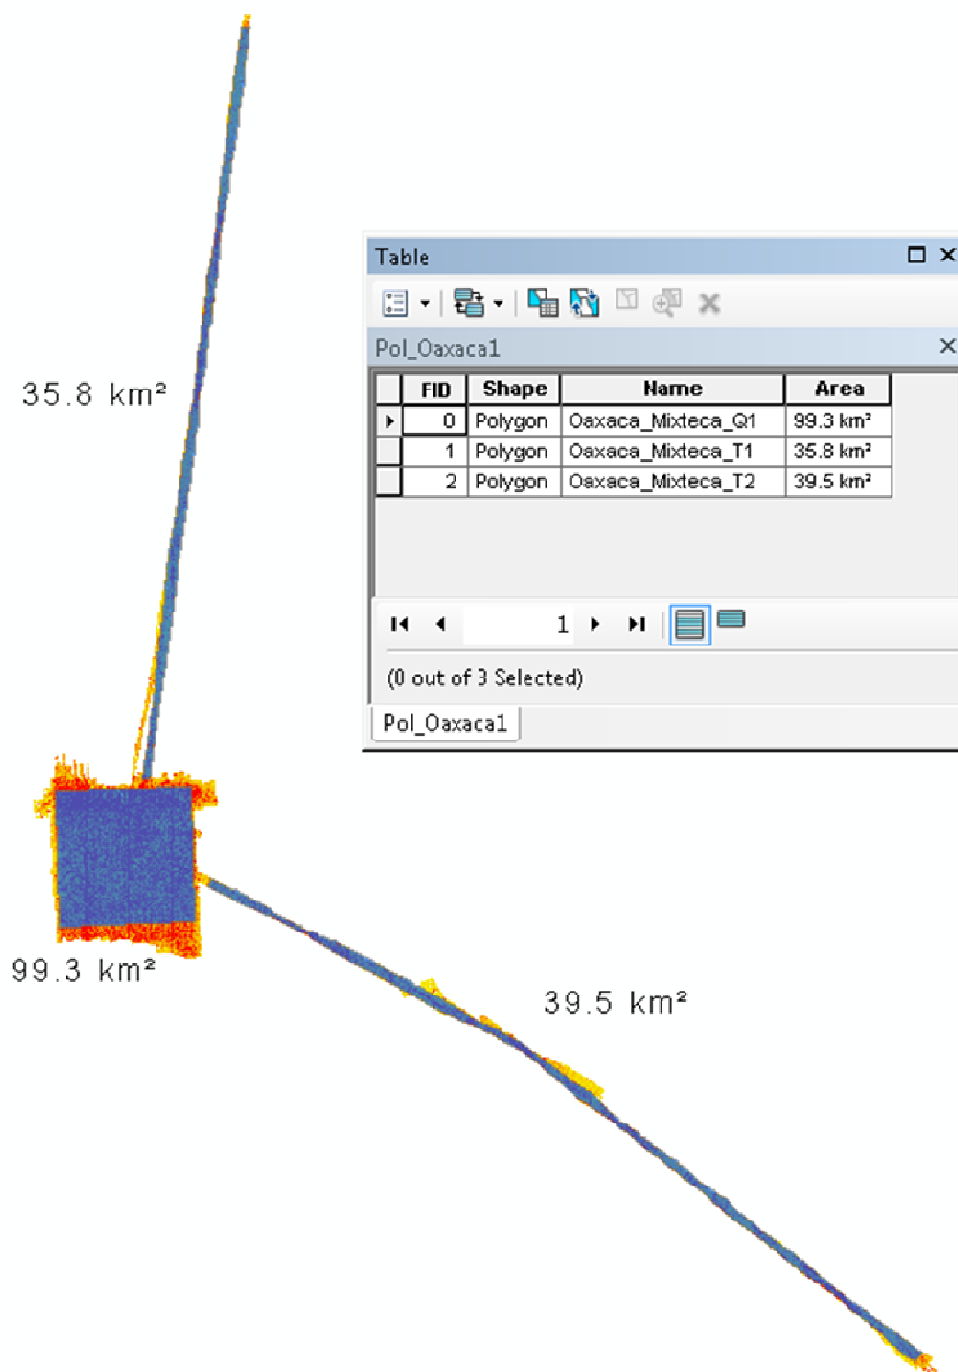 Table
Pol_Oaxaca1
FID Shape Name Area
0 Polygon Oaxaca_Mixteca_Q1 99.3 km²
1 Polygon Oaxaca_Mixteca_T1 35.8 km²
2 Polygon Oaxaca_Mixteca_T2 39.5 km²
1
(0 out of 3 Selected)
Pol_Oaxaca1
35.8 km²
99.3 km²
39.5 km²